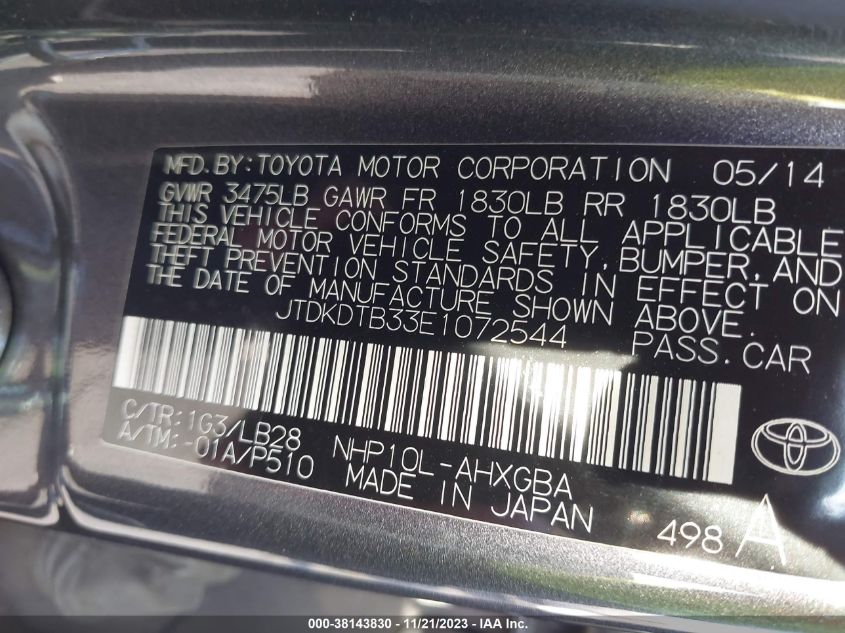 MFD.BY:TOYOTA MOTOR CORPORATION 05/14
GVWR 3475LB GAWR FR 1830LB RR 1830LB
THIS VEHICLE CONFORMS TO ALL APPLICABLE
FEDERAL MOTOR VEHICLE SAFETY,BUMPER,AND
THEFT PREVENTION STANDARDS IN EFFECT ON
THE DATE OF MANUFACTURE SHOWN ABOVE.
JTDKDTB33E1072544 PASS.CAR
C/TR:1G3/LB28 NHP10L-AHXGBA
A/TM:-01A/P510 MADE IN JAPAN
498 A
000-38143830 - 11/21/2023 - IAA Inc.